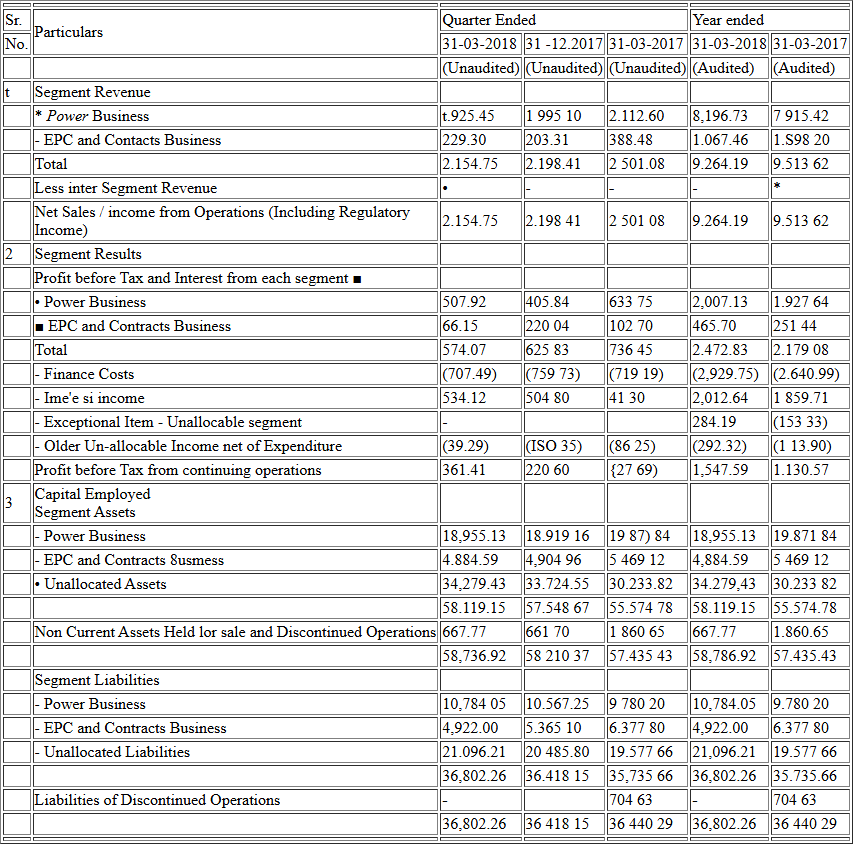 Sr. Particulars Quarter Ended Year ended
No. 31-03-2018 31 -12.2017 31-03-2017 31-03-2018 31-03-2017
(Unaudited) (Unaudited) (Unaudited) (Audited) (Audited)
t Segment Revenue
* Power Business t.925.45 1 995 10 2.112.60 8,196.73 7 915.42
- EPC and Contacts Business 229.30 203.31 388.48 1.067.46 1.S98 20
Total 2.154.75 2.198.41 2 501.08 9.264.19 9.513 62
Less inter Segment Revenue • - - - *
Net Sales / income from Operations (Including Regulatory
Income) 2.154.75 2.198 41 2 501 08 9.264.19 9.513 62
2 Segment Results
Profit before Tax and Interest from each segment ■
• Power Business 507.92 405.84 633 75 2,007.13 1.927 64
■ EPC and Contracts Business 66.15 220 04 102 70 465.70 251 44
Total 574.07 625 83 736 45 2.472.83 2.179 08
- Finance Costs (707.49) (759 73) (719 19) (2,929.75) (2.640.99)
- Ime'e si income 534.12 504 80 41 30 2,012.64 1 859.71
- Exceptional Item - Unallocable segment - 284.19 (153 33)
- Older Un-allocable Income net of Expenditure (39.29) (ISO 35) (86 25) (292.32) (1 13.90)
Profit before Tax from continuing operations 361.41 220 60 {27 69) 1,547.59 1.130.57
3 Capital Employed
Segment Assets
- Power Business 18,955.13 18.919 16 19 87) 84 18,955.13 19.871 84
- EPC and Contracts 8usmess 4.884.59 4,904 96 5 469 12 4,884.59 5 469 12
• Unallocated Assets 34,279.43 33.724.55 30.233.82 34.279,43 30.233 82
58.119.15 57.548 67 55.574 78 58.119.15 55.574.78
Non Current Assets Held lor sale and Discontinued Operations 667.77 661 70 1 860 65 667.77 1.860.65
58,736.92 58 210 37 57.435 43 58,786.92 57.435.43
Segment Liabilities
- Power Business 10,784 05 10.567.25 9 780 20 10,784.05 9.780 20
- EPC and Contracts Business 4,922.00 5.365 10 6.377 80 4,922.00 6.377 80
- Unallocated Liabilities 21.096.21 20 485.80 19.577 66 21,096.21 19.577 66
36,802.26 36.418 15 35,735 66 36,802.26 35.735.66
Liabilities of Discontinued Operations - 704 63 - 704 63
36,802.26 36 418 15 36 440 29 36,802.26 36 440 29